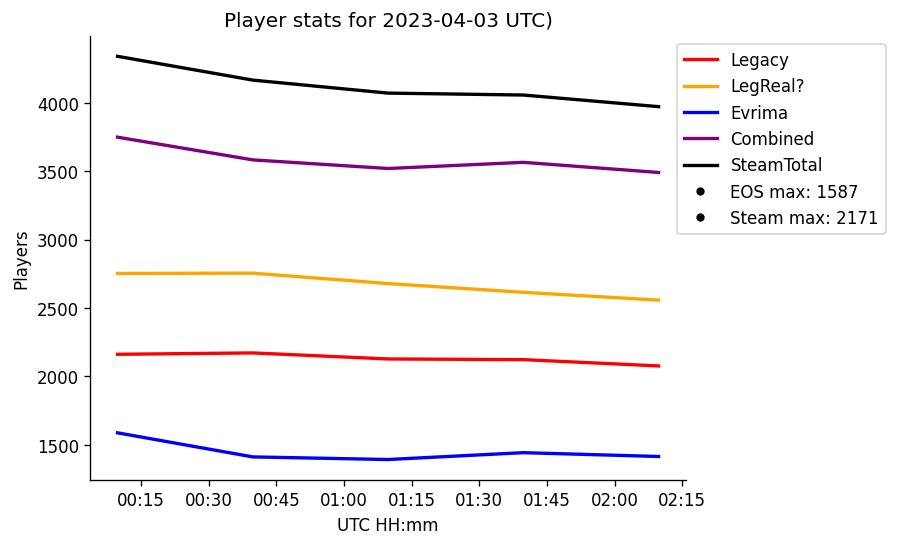 Player stats for 2023-04-03 UTC)
Legacy
LegReal?
Evrima
Combined
SteamTotal
EOS max: 1587
Steam max: 2171
Players
4000
3500
3000
2500
2000
1500
00:15 00:30 00:45 01:00 01:15 01:30 01:45 02:00 02:15
UTC HH:mm